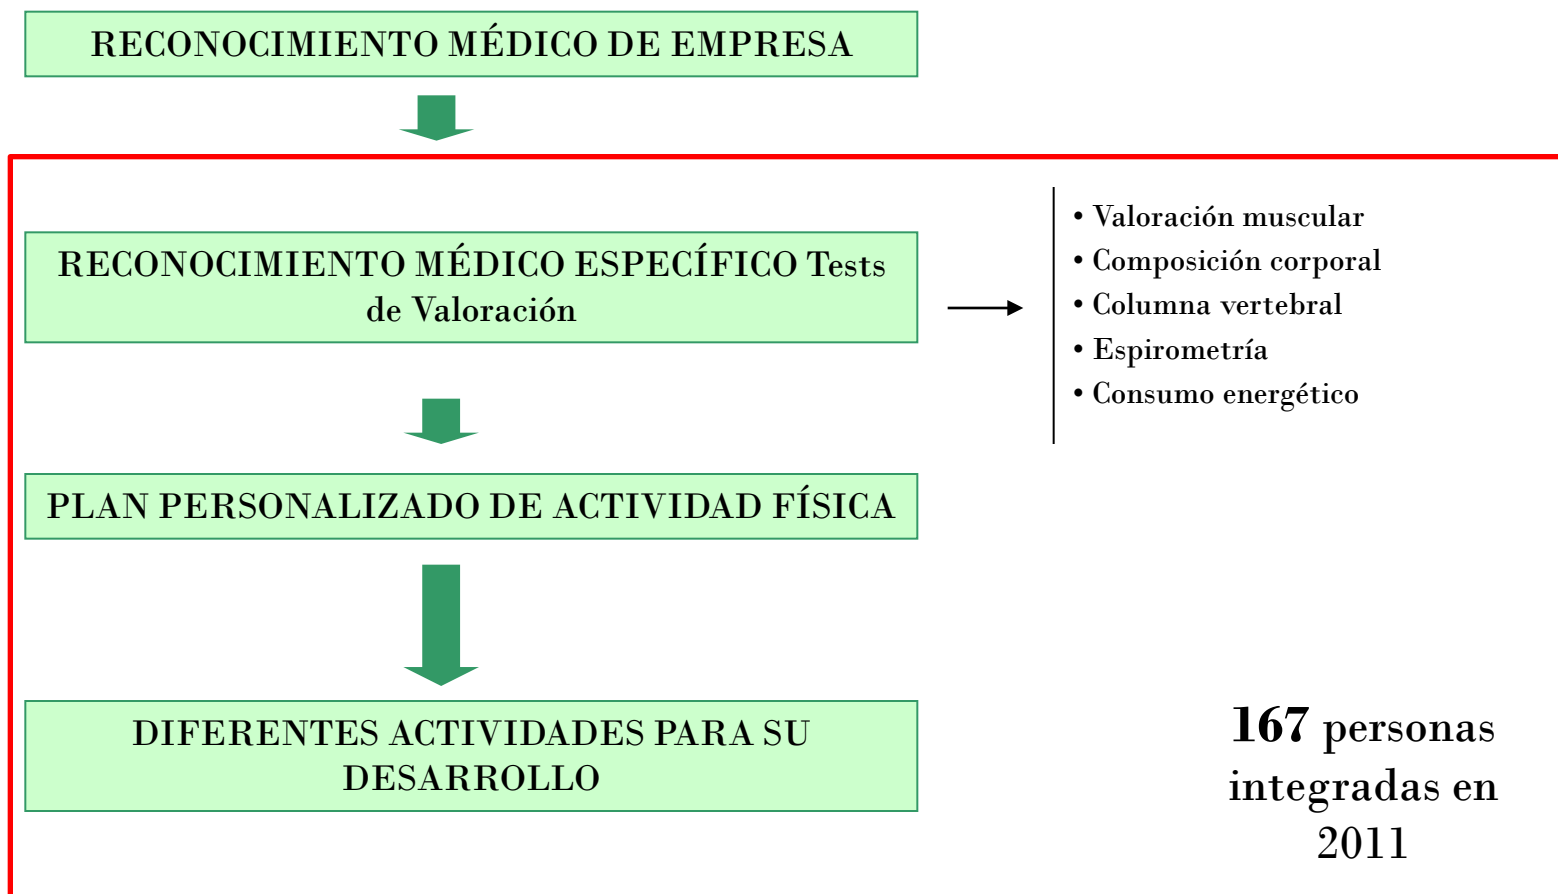 RECONOCIMIENTO MÉDICO DE EMPRESA
RECONOCIMIENTO MÉDICO ESPECÍFICO Tests
de Valoración
• Valoración muscular
• Composición corporal
• Columna vertebral
• Espirometría
• Consumo energético
PLAN PERSONALIZADO DE ACTIVIDAD FÍSICA
DIFERENTES ACTIVIDADES PARA SU
DESARROLLO
167 personas
integradas en
2011